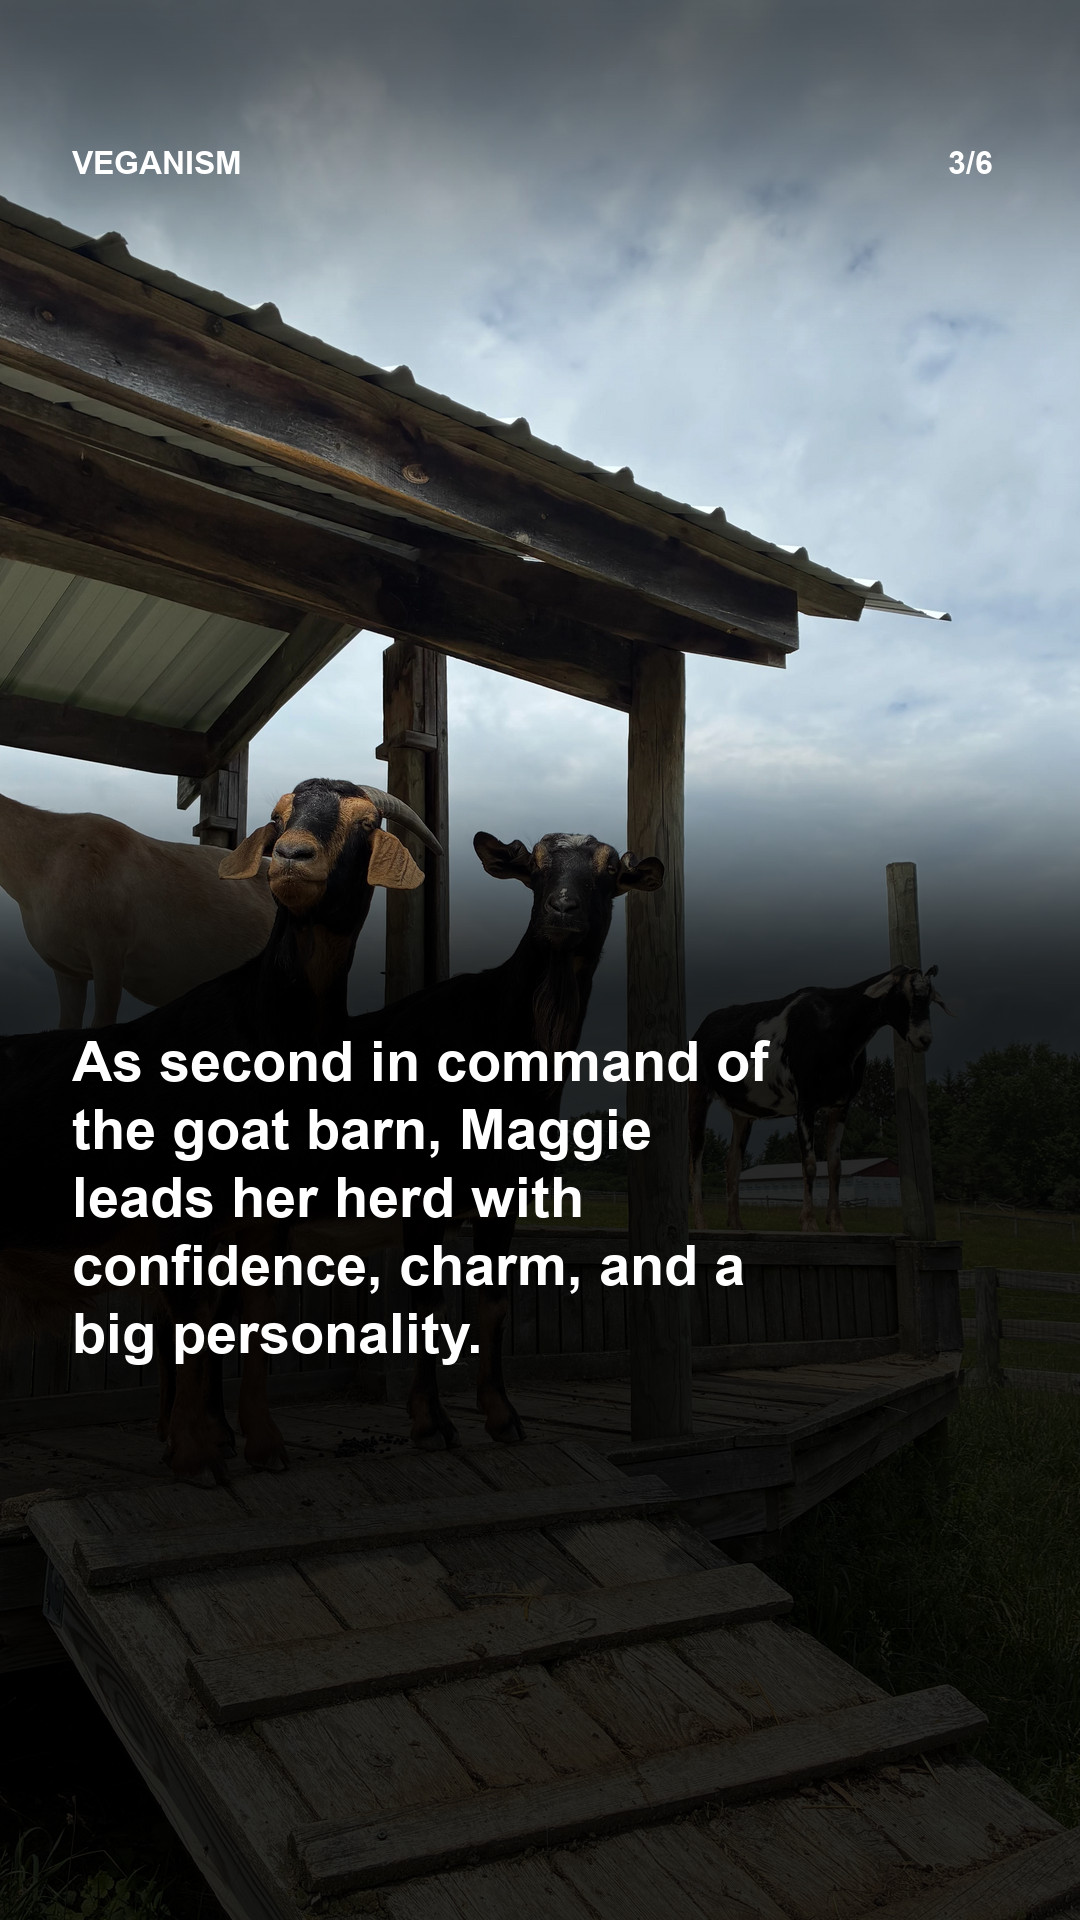 VEGANISM
3/6
As second in command of
the goat barn, Maggie
leads her herd with
confidence, charm, and a
big personality.